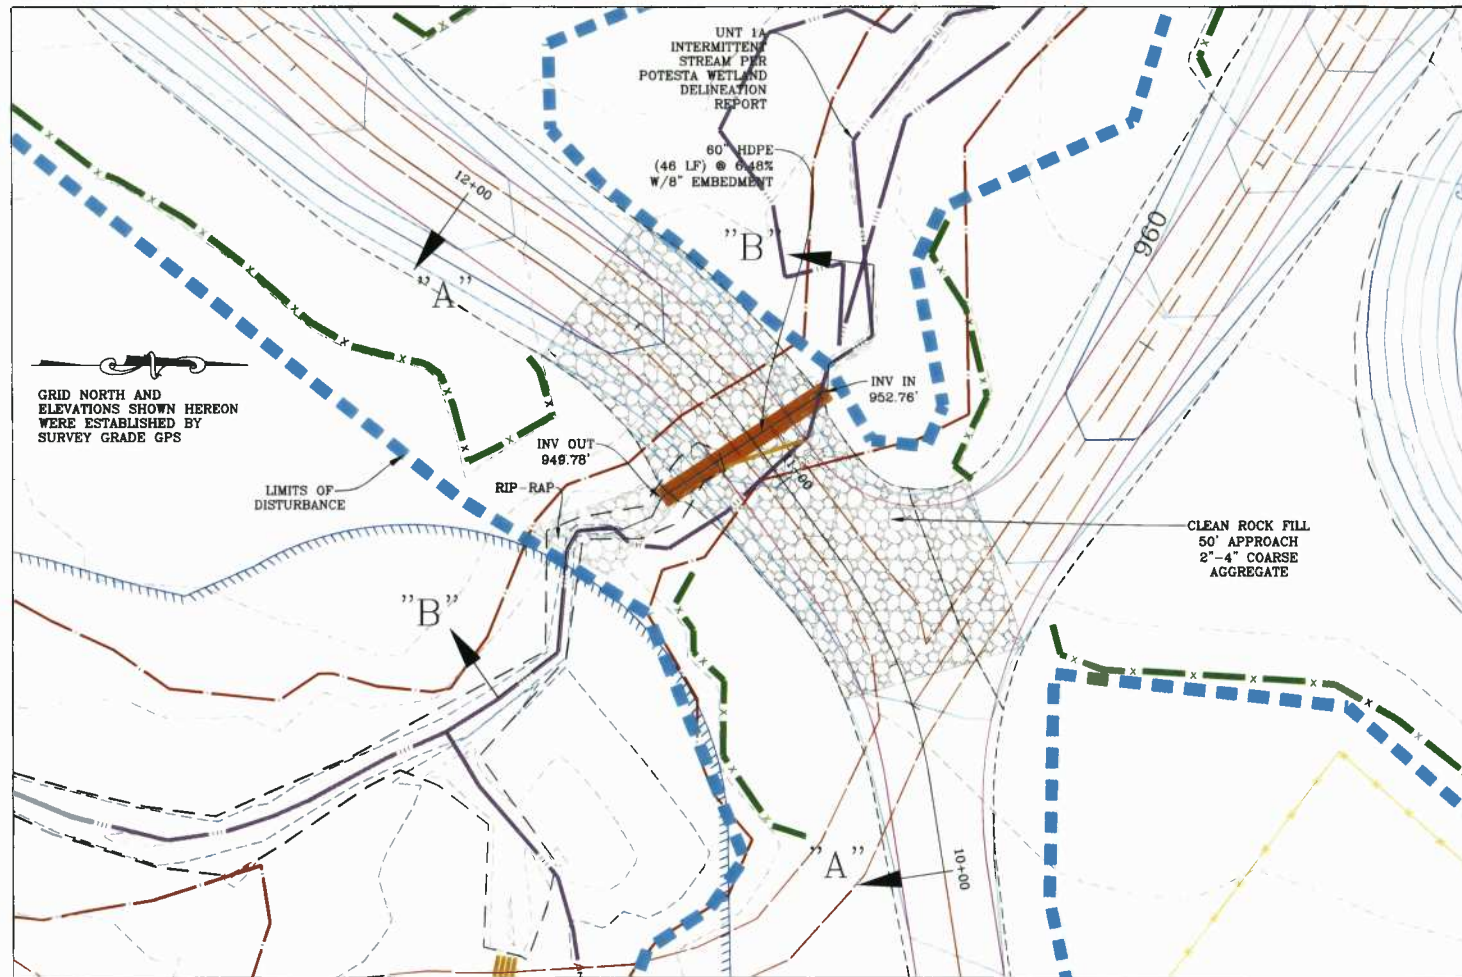 UNT 1A
INTERMITTENT
STREAM PER
POTESTA WETLAND
DELINEATION
REPORT
60" HDPE
(46 LF) @ 6.48%
W/8" EMBEDMENT
12+00
"A"
"B"
960
GRID NORTH AND
ELEVATIONS SHOWN HEREON
WERE ESTABLISHED BY
SURVEY GRADE GPS
INV IN
952.76'
INV OUT
949.78'
RIP-RAP
LIMITS OF
DISTURBANCE
CLEAN ROCK FILL
50' APPROACH
2"-4" COARSE
AGGREGATE
"B"
"A"
10+00